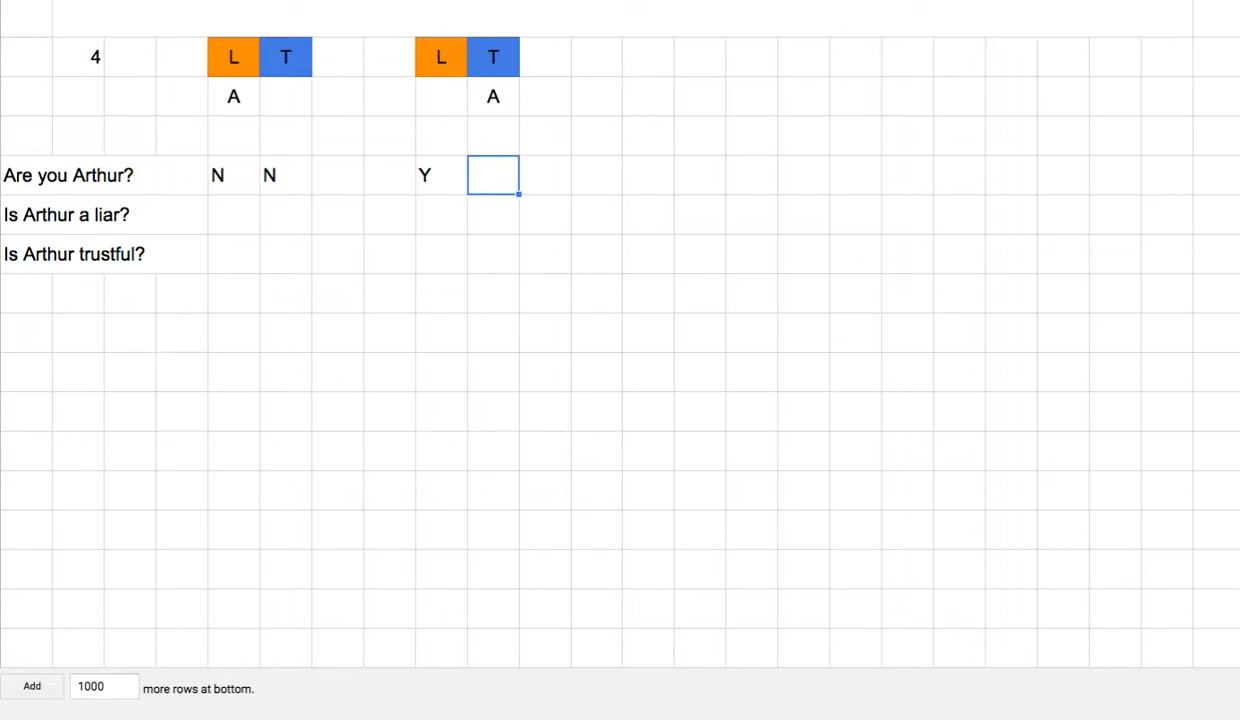 4 L T L T
A A
Are you Arthur? N N Y
Is Arthur a liar?
Is Arthur trustful?
Add 1000 more rows at bottom.